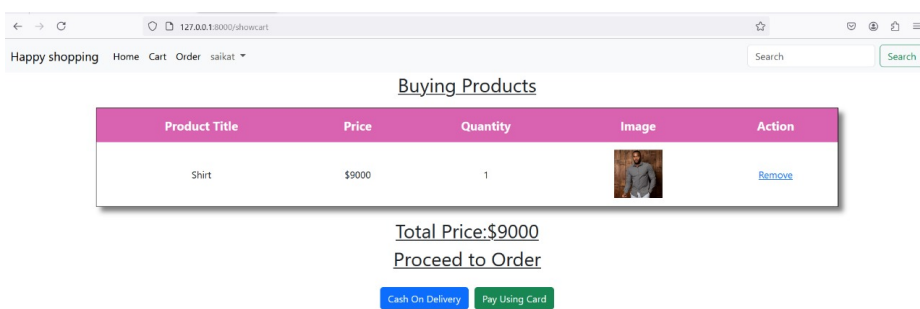 127.0.0.1:8000/showcart
Happy shopping Home Cart Order saikat Search Search
Buying Products
Product Title Price Quantity Image Action
Shirt $9000 1 Remove
Total Price:$9000
Proceed to Order
Cash On Delivery Pay Using Card